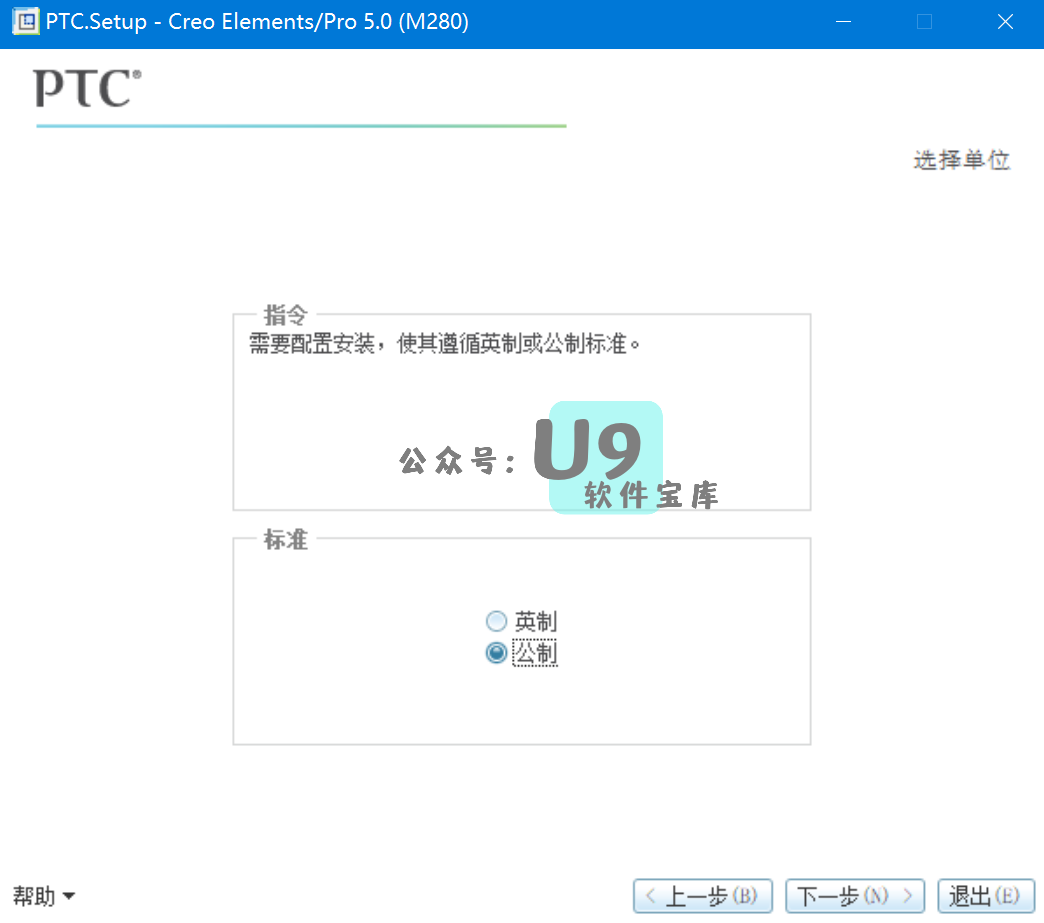 PTC.Setup - Creo Elements/Pro 5.0 (M280)
PTC®
选择单位
指令
需要配置安装，使其遵循英制或公制标准。
公众号：U9
软件宝库
标准
英制
公制
帮助
上一步(B)
下一步(N)
退出(E)